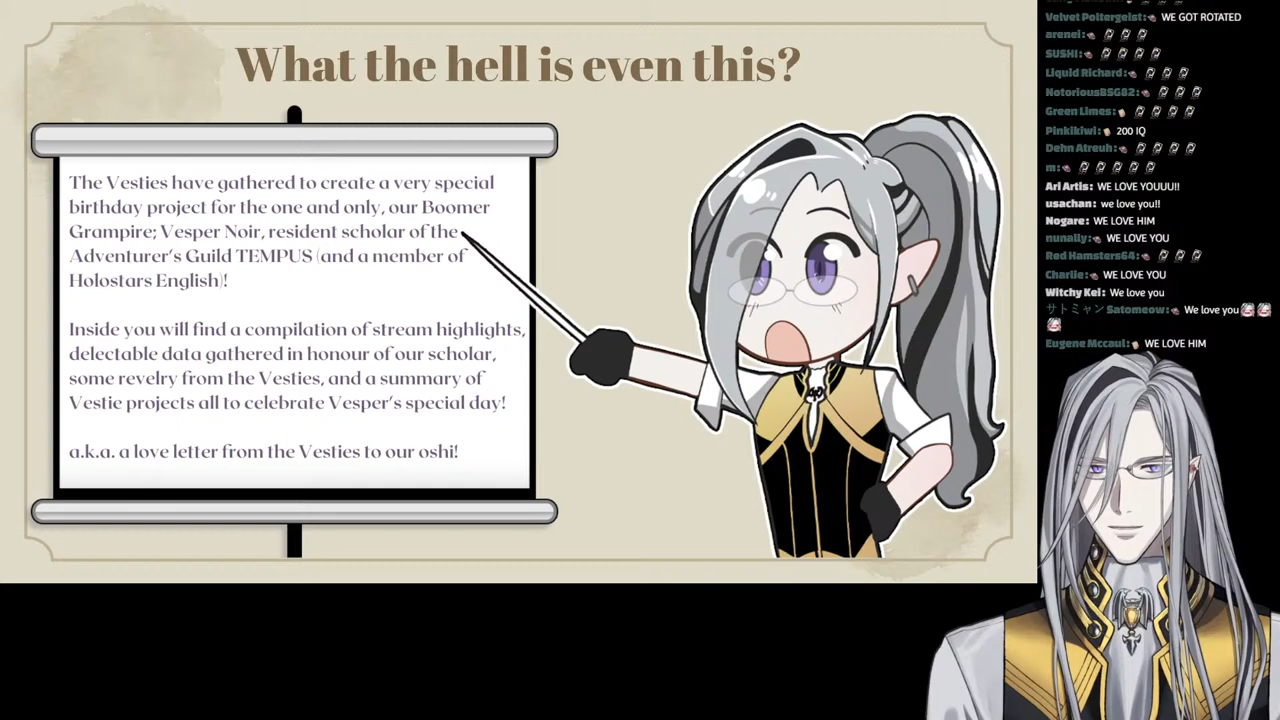 What the hell is even this?
The Vesties have gathered to create a very special
birthday project for the one and only, our Boomer
Grampire; Vesper Noir, resident scholar of the
Adventurer's Guild TEMPUS (and a member of
Holostars English)!
Inside you will find a compilation of stream highlights,
delectable data gathered in honour of our scholar,
some revelry from the Vesties, and a summary of
Vestie projects all to celebrate Vesper's special day!
a.k.a. a love letter from the Vesties to our oshi!
Velvet Poltergeist: WE GOT ROTATED
arenei:
SUSHI:
Liquid Richard:
NotoriousBSG82:
Green Limes:
Pinkikiwi: 200 IQ
Dehn Atreuh:
m:
Ari Artis: WE LOVE YOUUU!!
usachan: we love you!!
Nogare: WE LOVE HIM
nunally: WE LOVE YOU
Red Hamsters64:
Charlie: WE LOVE YOU
Witchy Kei: We love you
サトミャン Satomeow: We love you
Eugene Mccaul: WE LOVE HIM